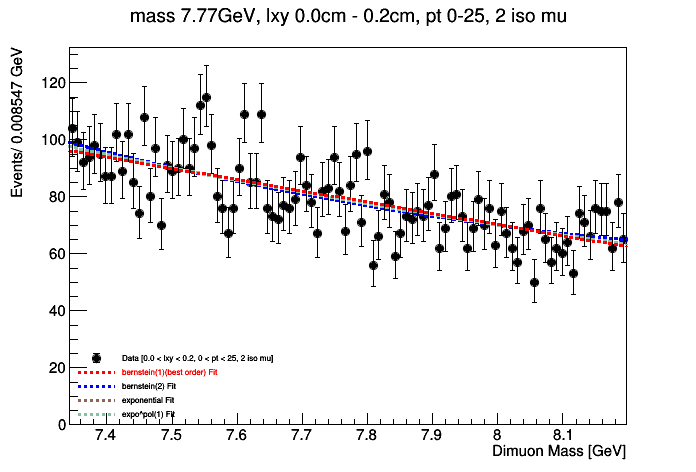 mass 7.77GeV, lxy 0.0cm - 0.2cm, pt 0-25, 2 iso mu
Events/ 0.008547 GeV
120
100
80
60
40
20
0
Data [0.0 < lxy < 0.2, 0 < pt < 25, 2 iso mu]
bernstein(1)(best order) Fit
bernstein(2) Fit
exponential Fit
expo*pol(1) Fit
7.4 7.5 7.6 7.7 7.8 7.9 8 8.1
Dimuon Mass [GeV]